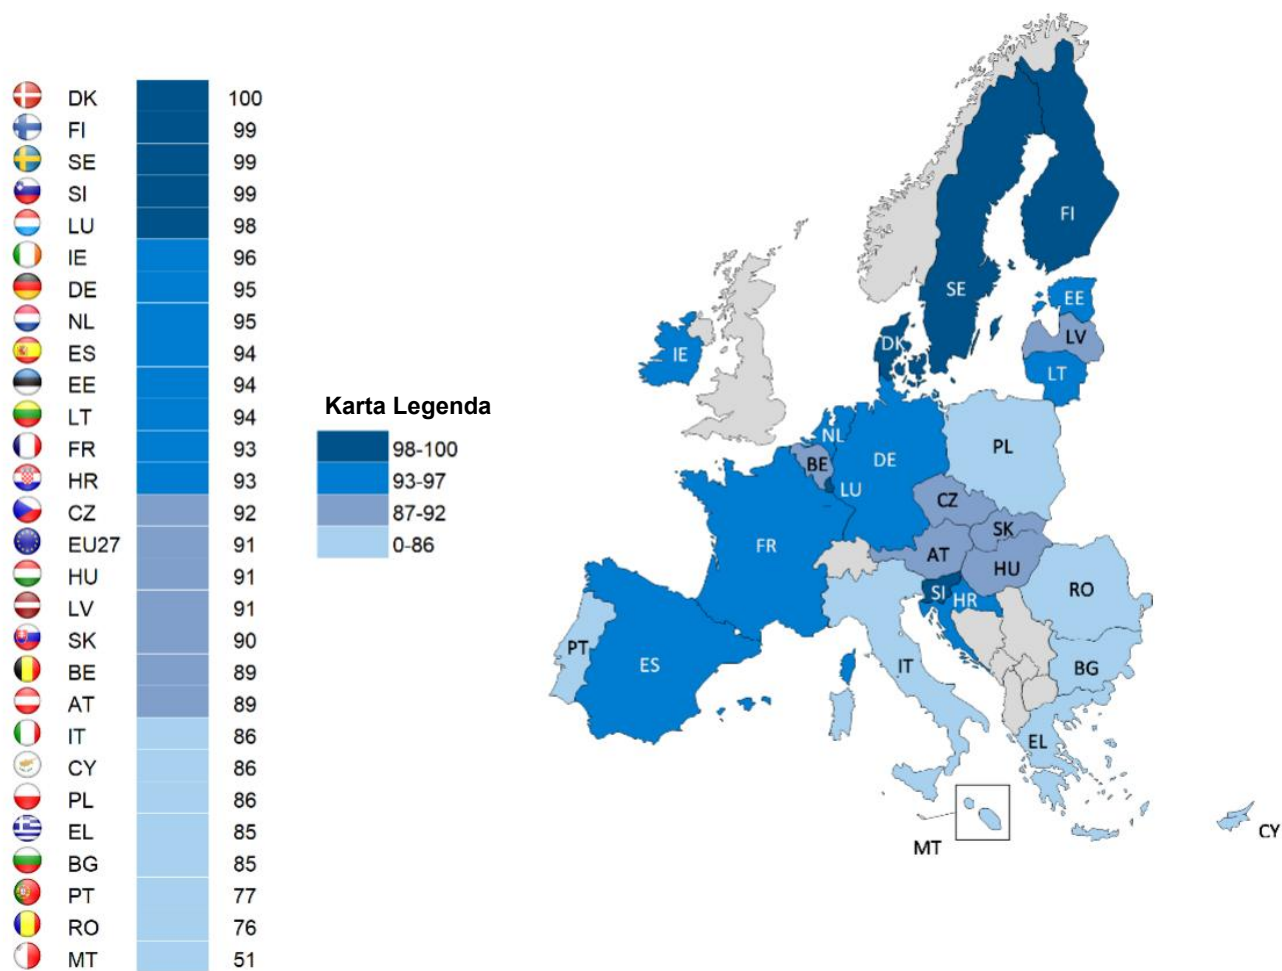 DK 100
FI 99
SE 99
SI 99
LU 98
IE 96
DE 95
NL 95
ES 94
EE 94
LT 94
FR 93
HR 93
CZ 92
EU27 91
HU 91
LV 91
SK 90
BE 89
AT 89
IT 86
CY 86
PL 86
EL 85
BG 85
PT 77
RO 76
MT 51
Karta Legenda
98-100
93-97
87-92
0-86
FI
SE
EE
LV
LT
DK
IE
NL
BE
DE
PL
LU
CZ
SK
FR
AT
HU
SI
HR
RO
PT
ES
IT
BG
EL
MT
CY